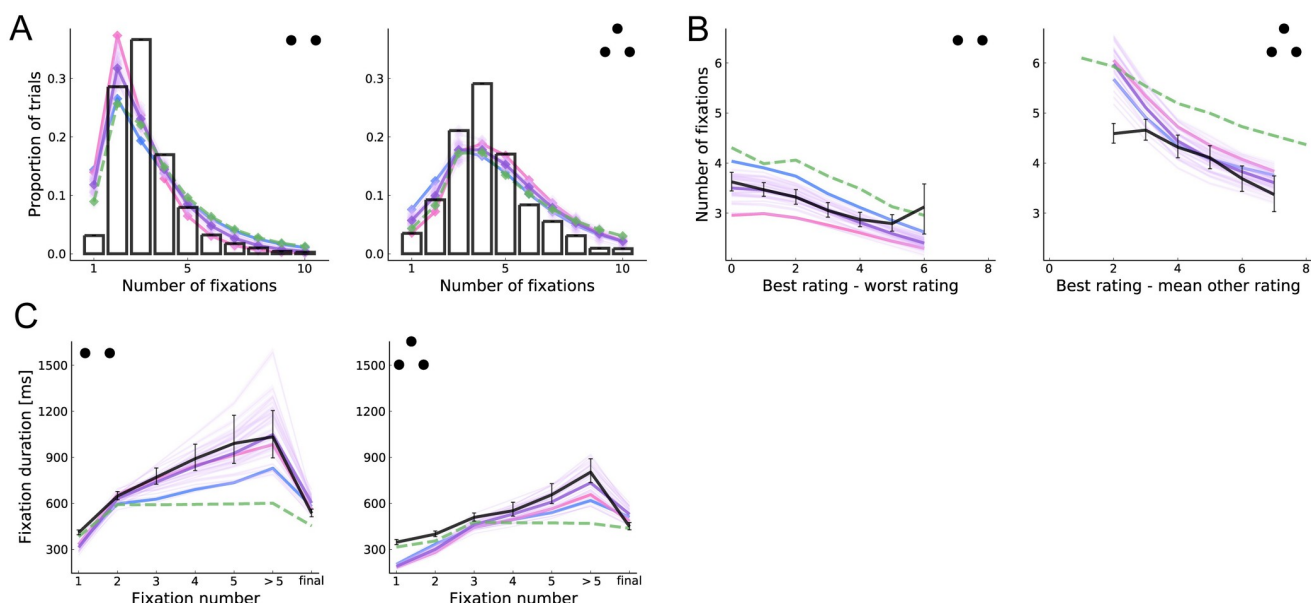 A
Proportion of trials
0.3
0.2
0.1
0.0
1 5 10
Number of fixations
0.3
0.2
0.1
0.0
1 5 10
Number of fixations
B
Number of fixations
6
5
4
3
0 2 4 6 8
Best rating - worst rating
6
5
4
3
0 2 4 6 8
Best rating - mean other rating
C
Fixation duration [ms]
1500
1200
900
600
300
1 2 3 4 5 >5 final
Fixation number
1500
1200
900
600
300
1 2 3 4 5 >5 final
Fixation number